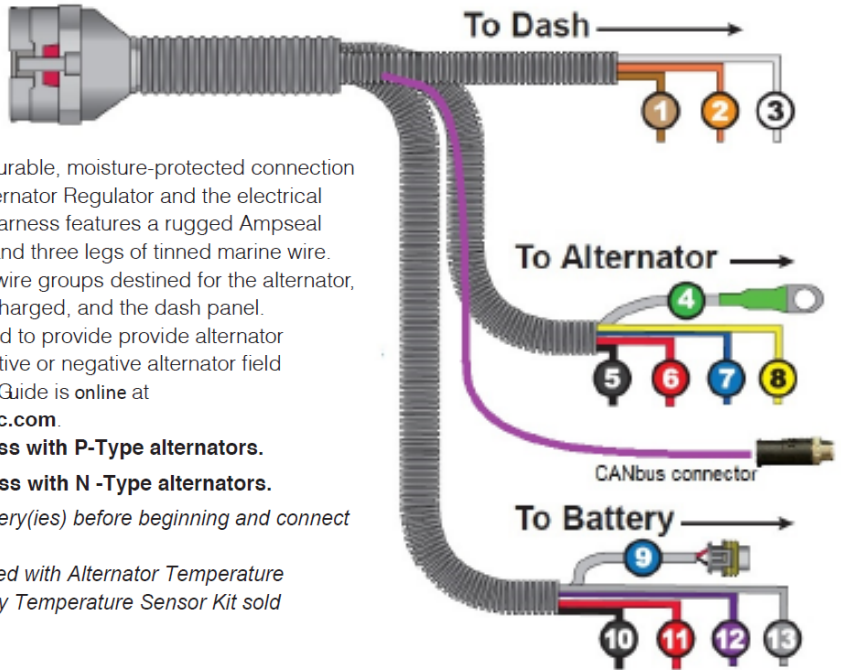 To Dash
1 2 3
urable, moisture-protected connection
ernator Regulator and the electrical
arness features a rugged Ampseal
nd three legs of tinned marine wire.
wire groups destined for the alternator,
harged, and the dash panel.
d to provide provide alternator
tive or negative alternator field
Guide is online at
c.com.
ss with P-Type alternators.
ss with N -Type alternators.
ery(ies) before beginning and connect
ed with Alternator Temperature
y Temperature Sensor Kit sold
To Alternator
4
5 6 7 8
CANbus connector
To Battery
9
10 11 12 13